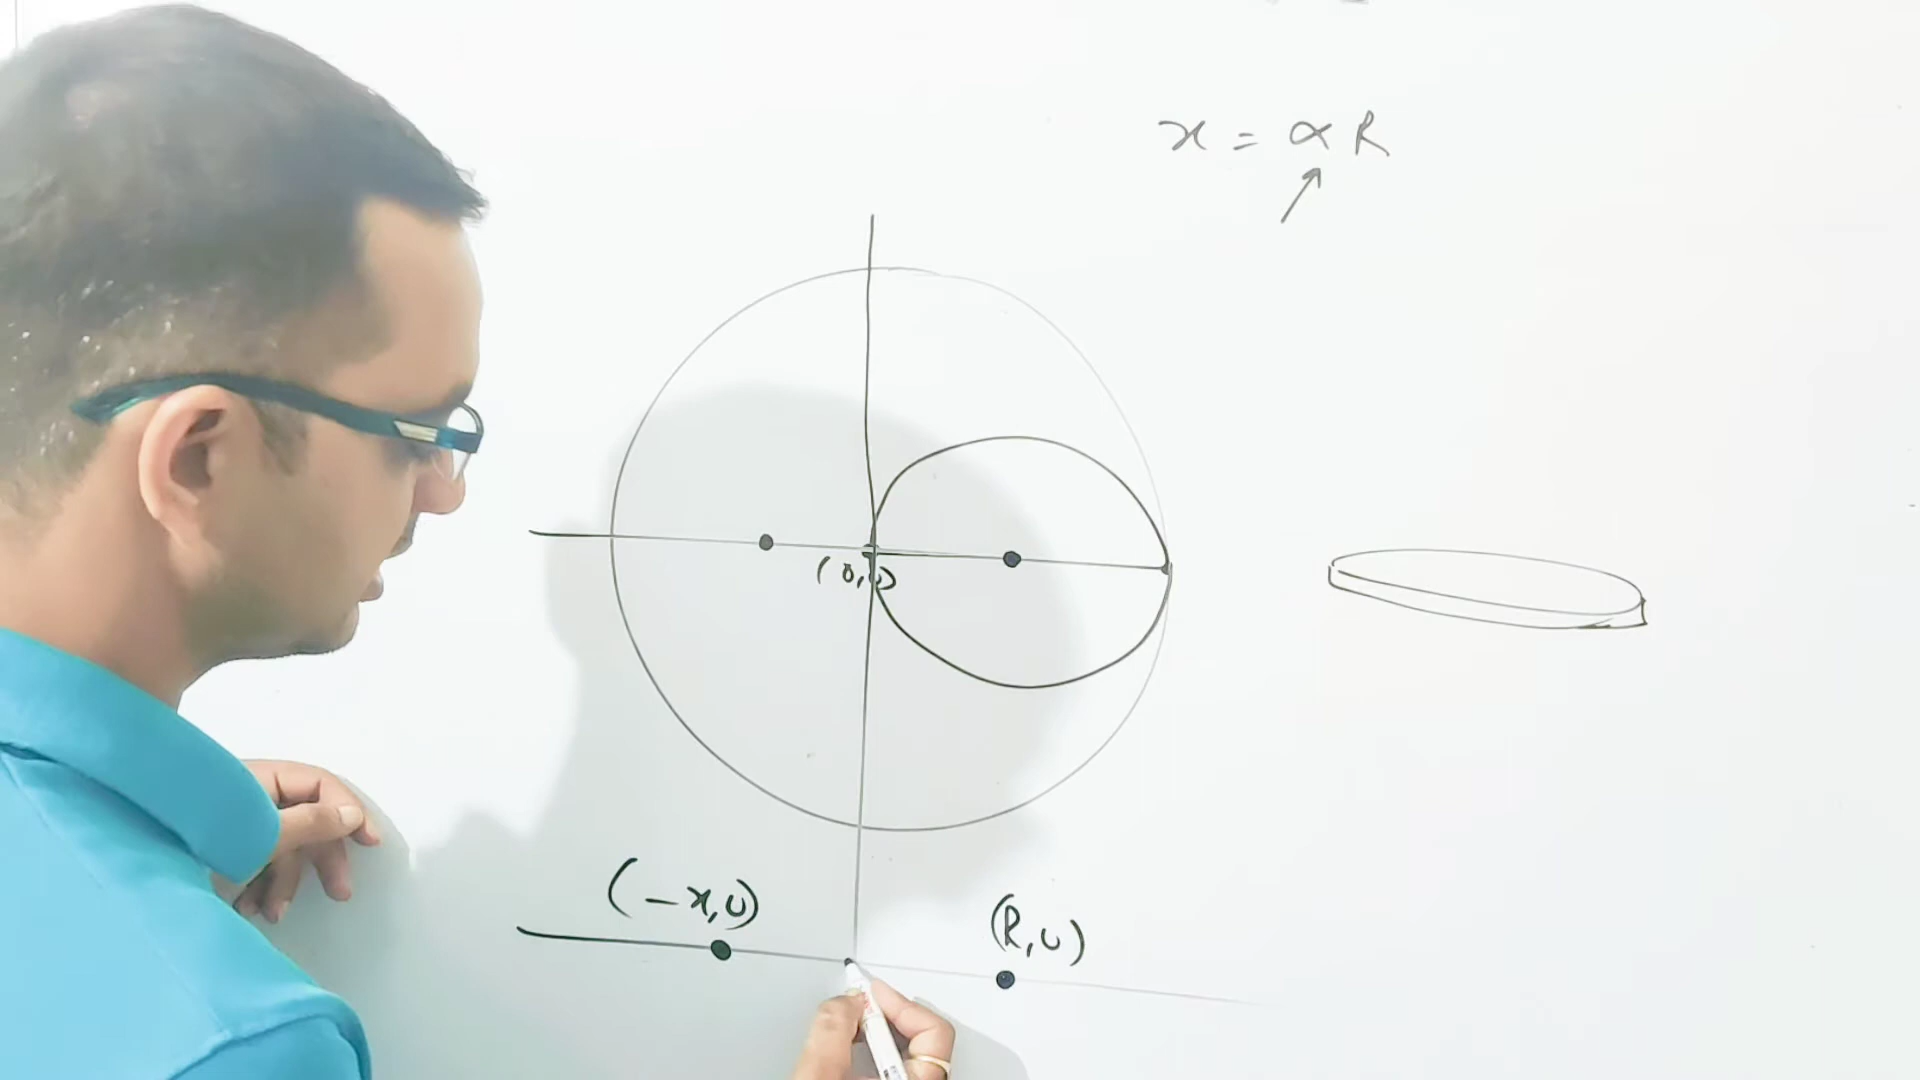 x = α R
(0,0)
(-x,0)
(R,0)